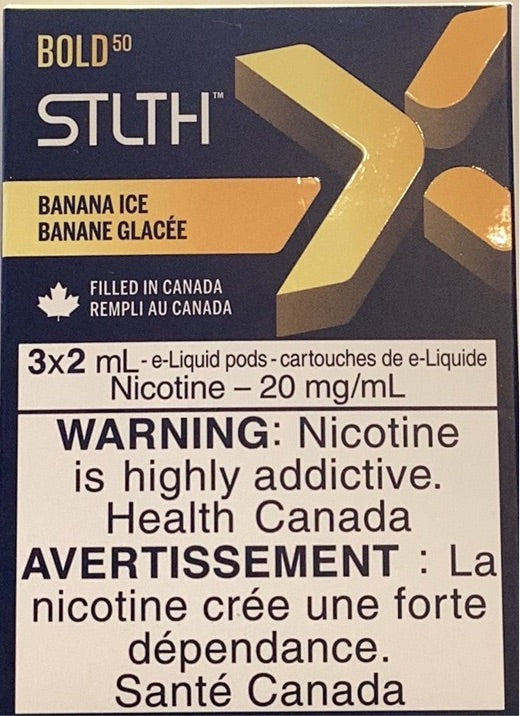 BOLD50
STLTH™
BANANA ICE
BANANE GLACÉE
FILLED IN CANADA
REMPLI AU CANADA
3x2 mL - e-Liquid pods - cartouches de e-Liquide
Nicotine – 20 mg/mL
WARNING: Nicotine
is highly addictive.
Health Canada
AVERTISSEMENT : La
nicotine crée une forte
dépendance.
Santé Canada